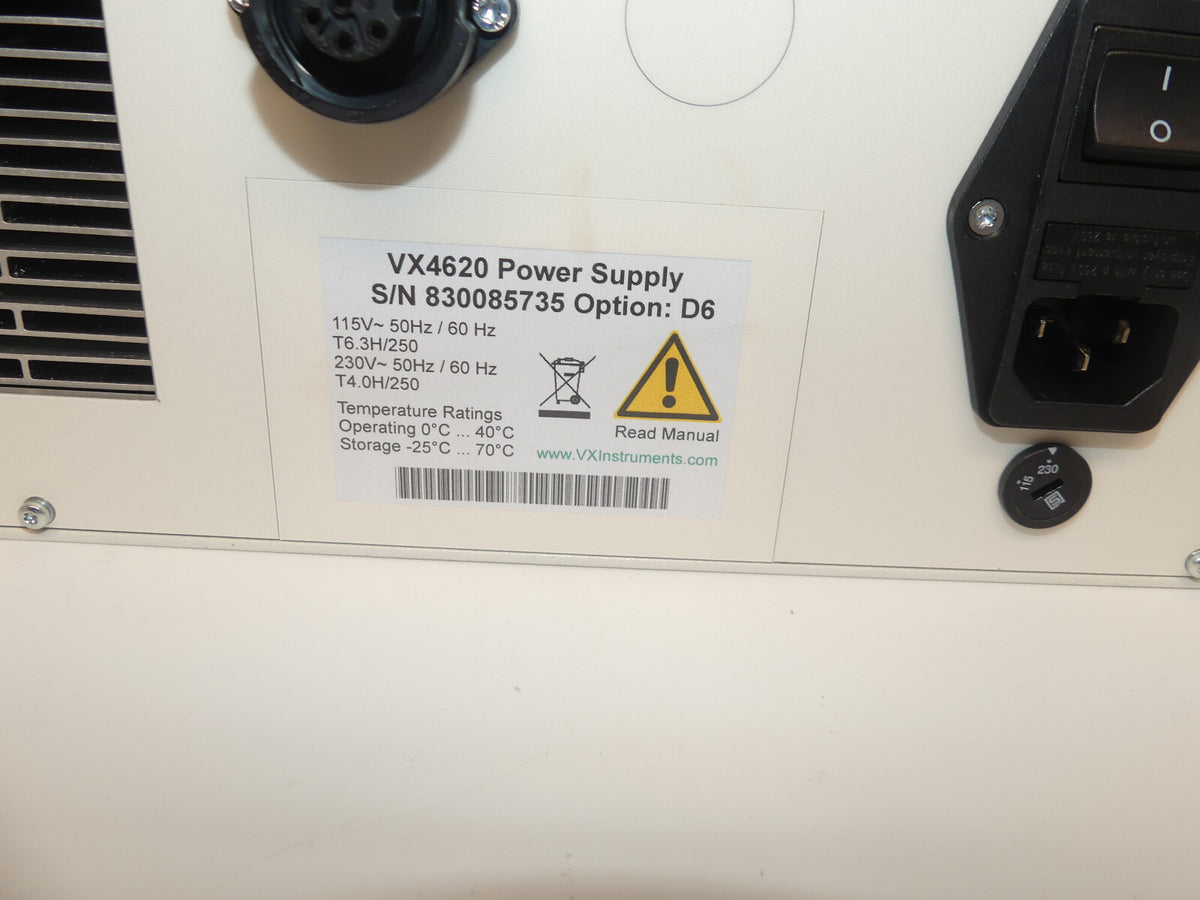 I
O
VX4620 Power Supply
S/N 830085735 Option: D6
115V~ 50Hz / 60 Hz
T6.3H/250
230V~ 50Hz / 60 Hz
T4.0H/250
Temperature Ratings
Operating 0°C ... 40°C
Storage -25°C ... 70°C
Read Manual
www.VXInstruments.com
115
230
S